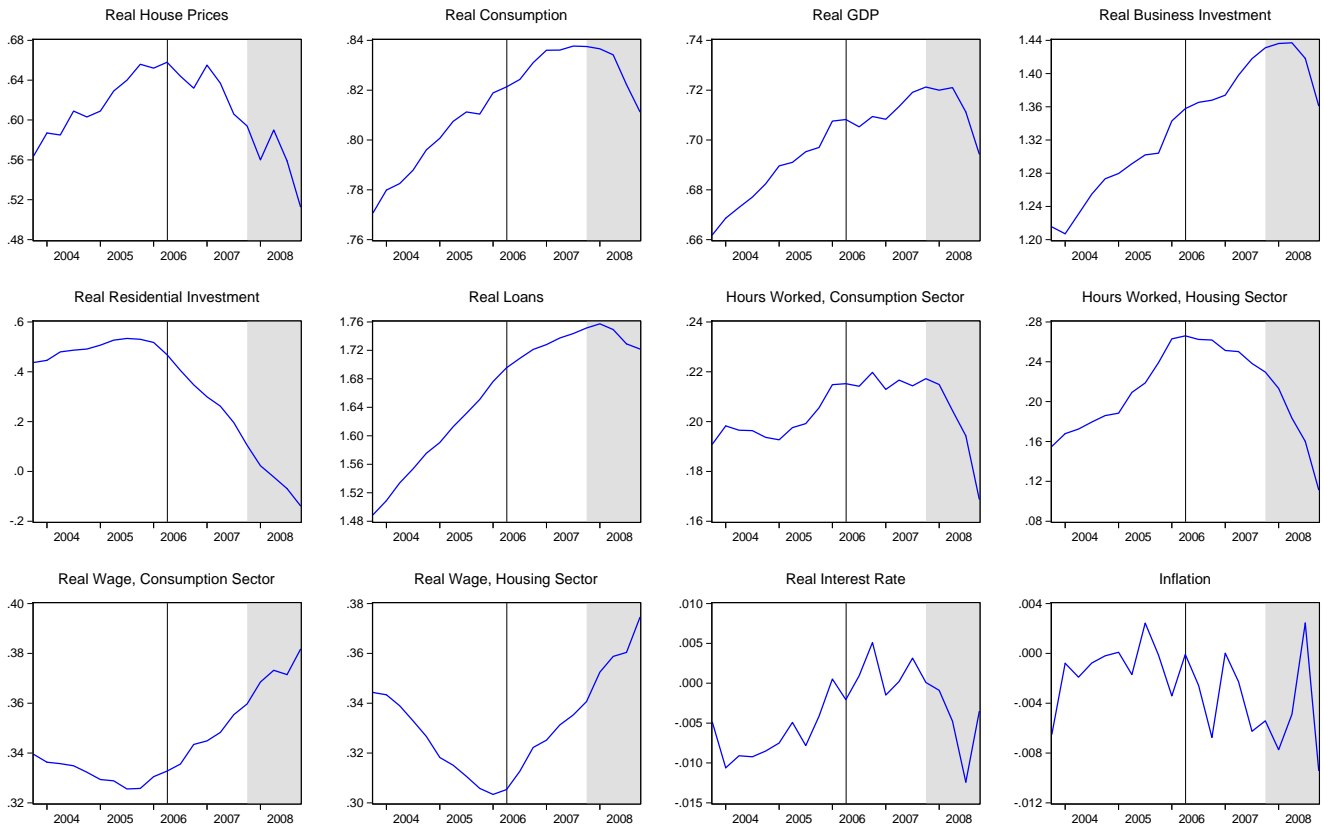 Real House Prices
.68
.64
.60
.56
.52
.48
2004 2005 2006 2007 2008
Real Consumption
.84
.82
.80
.78
.76
2004 2005 2006 2007 2008
Real GDP
.74
.72
.70
.68
.66
2004 2005 2006 2007 2008
Real Business Investment
1.44
1.40
1.36
1.32
1.28
1.24
1.20
2004 2005 2006 2007 2008
Real Residential Investment
.6
.4
.2
.0
-.2
2004 2005 2006 2007 2008
Real Loans
1.76
1.72
1.68
1.64
1.60
1.56
1.52
1.48
2004 2005 2006 2007 2008
Hours Worked, Consumption Sector
.24
.22
.20
.18
.16
2004 2005 2006 2007 2008
Hours Worked, Housing Sector
.28
.24
.20
.16
.12
.08
2004 2005 2006 2007 2008
Real Wage, Consumption Sector
.40
.38
.36
.34
.32
2004 2005 2006 2007 2008
Real Wage, Housing Sector
.38
.36
.34
.32
.30
2004 2005 2006 2007 2008
Real Interest Rate
.010
.005
.000
-.005
-.010
-.015
2004 2005 2006 2007 2008
Inflation
.004
.000
-.004
-.008
-.012
2004 2005 2006 2007 2008